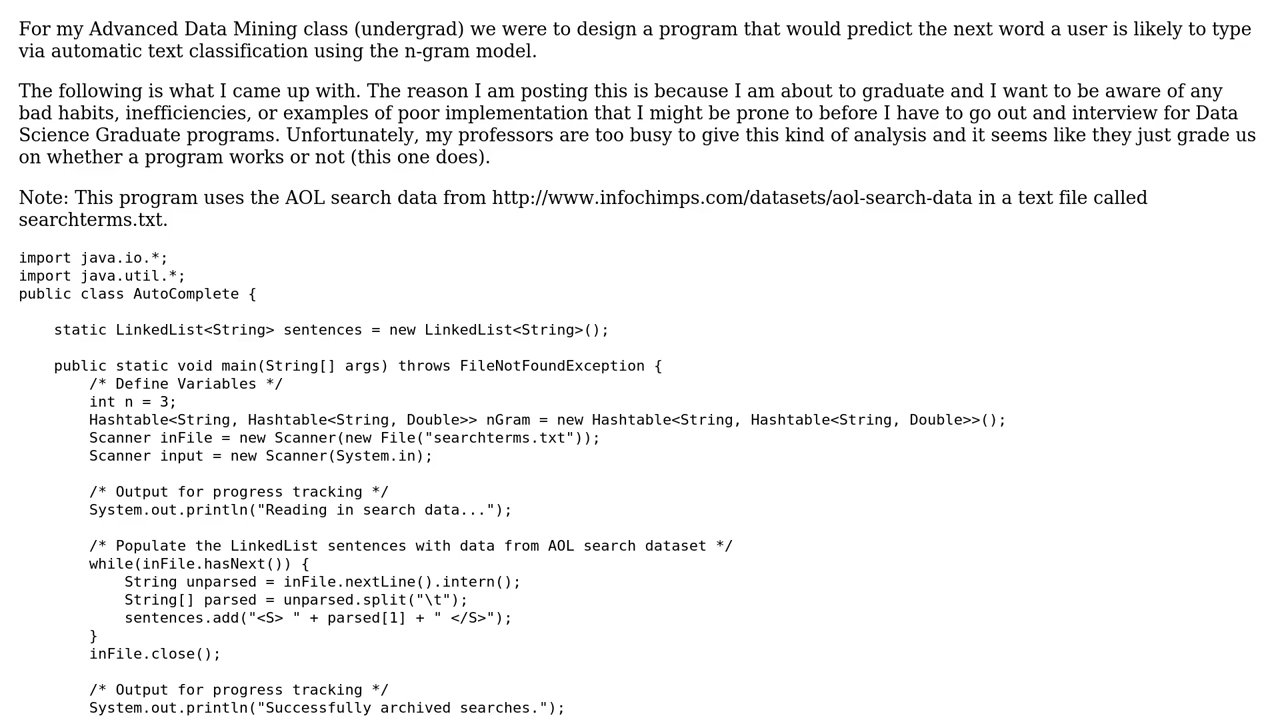 For my Advanced Data Mining class (undergrad) we were to design a program that would predict the next word a user is likely to type
via automatic text classification using the n-gram model.
The following is what I came up with. The reason I am posting this is because I am about to graduate and I want to be aware of any
bad habits, inefficiencies, or examples of poor implementation that I might be prone to before I have to go out and interview for Data
Science Graduate programs. Unfortunately, my professors are too busy to give this kind of analysis and it seems like they just grade us
on whether a program works or not (this one does).
Note: This program uses the AOL search data from http://www.infochimps.com/datasets/aol-search-data in a text file called
searchterms.txt.
import java.io.*;
import java.util.*;
public class AutoComplete {
    static LinkedList<String> sentences = new LinkedList<String>();
    public static void main(String[] args) throws FileNotFoundException {
        /* Define Variables */
        int n = 3;
        Hashtable<String, Hashtable<String, Double>> nGram = new Hashtable<String, Hashtable<String, Double>>();
        Scanner inFile = new Scanner(new File("searchterms.txt"));
        Scanner input = new Scanner(System.in);
        /* Output for progress tracking */
        System.out.println("Reading in search data...");
        /* Populate the LinkedList sentences with data from AOL search dataset */
        while(inFile.hasNext()) {
            String unparsed = inFile.nextLine().intern();
            String[] parsed = unparsed.split("\t");
            sentences.add("<S> " + parsed[1] + " </S>");
        }
        inFile.close();
        /* Output for progress tracking */
        System.out.println("Successfully archived searches.");